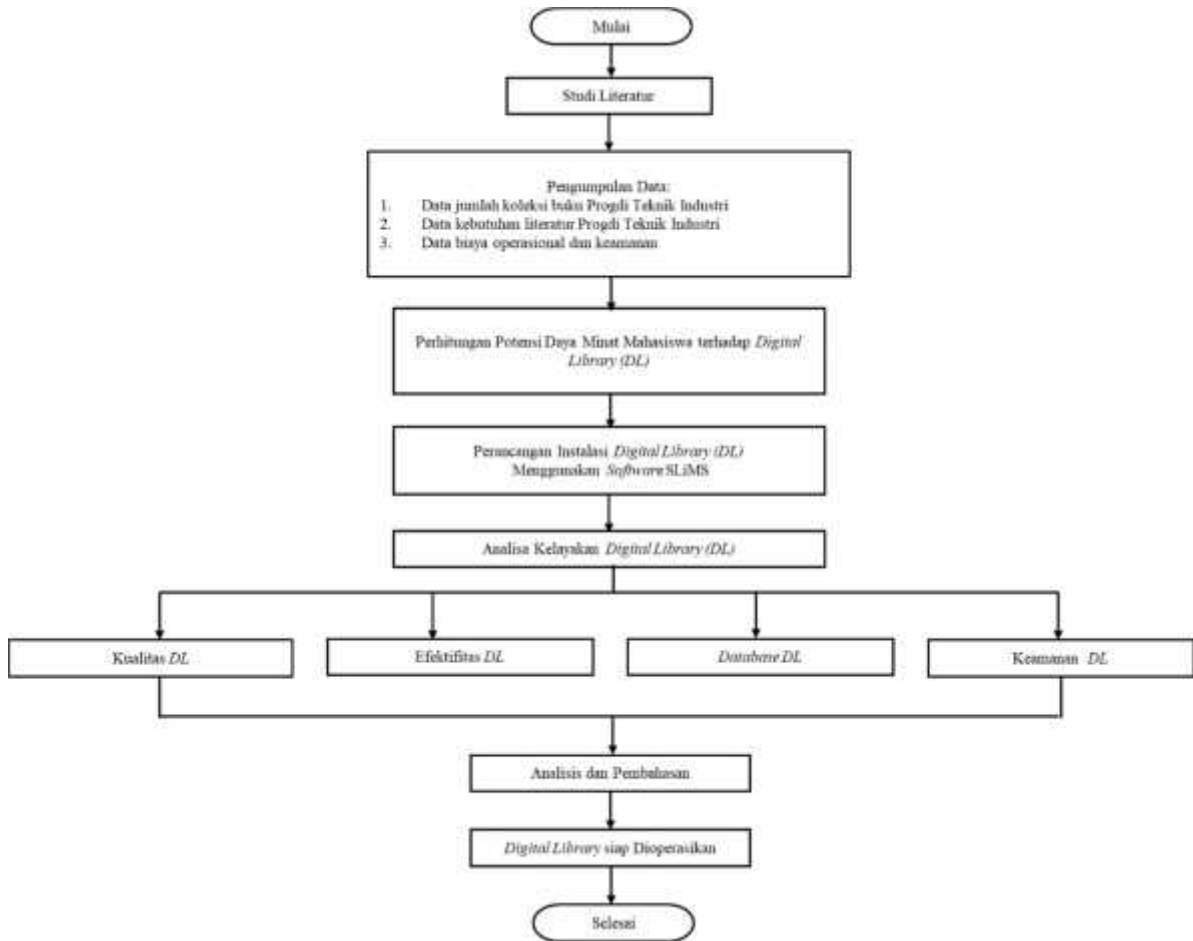 Mulai
Studi Literatur
Pengumpulan Data:
1. Data jumlah koleksi buku Progdi Teknik Industri
2. Data kebutuhan literatur Progdi Teknik Industri
3. Data biaya operasional dan keamanan
Perhitungan Potensi Daya Minat Mahasiswa terhadap Digital
Library (DL)
Perancangan Instalasi Digital Library (DL)
Menggunakan Software SLiMS
Analisa Kelayakan Digital Library (DL)
Kualitas DL
Efektifitas DL
Database DL
Keamanan DL
Analisis dan Pembahasan
Digital Library siap Dioperasikan
Selesai